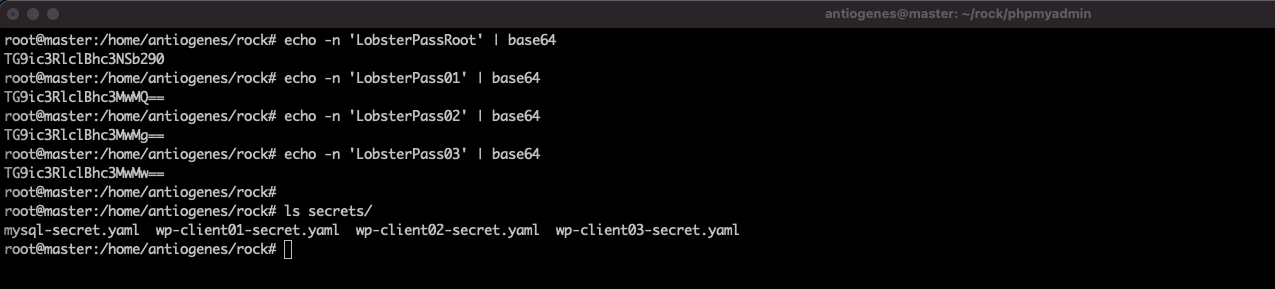 antiogenes@master: ~/rock/phpmyadmin
root@master:/home/antiogenes/rock# echo -n 'LobsterPassRoot' | base64
TG9ic3RlclBhc3NSb290
root@master:/home/antiogenes/rock# echo -n 'LobsterPass01' | base64
TG9ic3RlclBhc3MwMQ==
root@master:/home/antiogenes/rock# echo -n 'LobsterPass02' | base64
TG9ic3RlclBhc3MwMg==
root@master:/home/antiogenes/rock# echo -n 'LobsterPass03' | base64
TG9ic3RlclBhc3MwMw==
root@master:/home/antiogenes/rock#
root@master:/home/antiogenes/rock# ls secrets/
mysql-secret.yaml  wp-client01-secret.yaml  wp-client02-secret.yaml  wp-client03-secret.yaml
root@master:/home/antiogenes/rock#